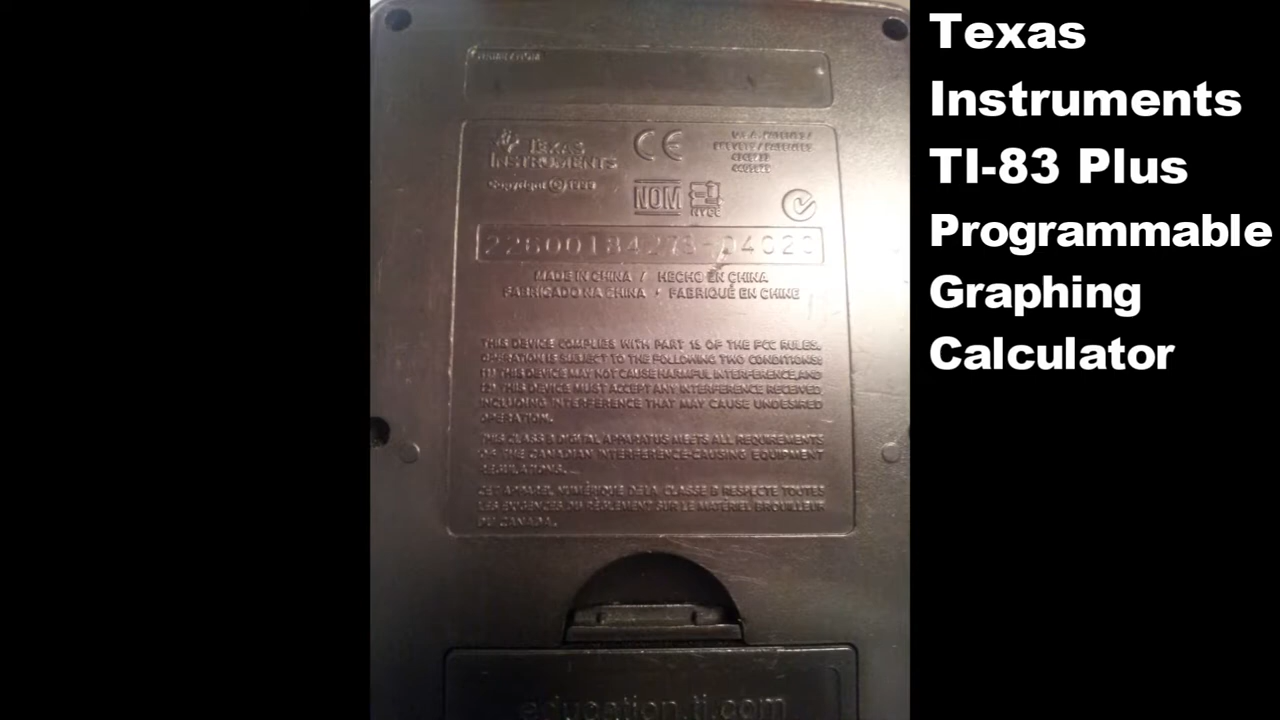 TEXAS
INSTRUMENTS
Copyright © 1999
CE
U.S.A. PATENTS /
NOM
NYCE
MADE IN CHINA / HECHO EN CHINA
FABRICADO NA CHINA • FABRIQUÉ EN CHINE
THIS DEVICE COMPLIES WITH PART 15 OF THE FCC RULES.
OPERATION IS SUBJECT TO THE FOLLOWING TWO CONDITIONS:
(1) THIS DEVICE MAY NOT CAUSE HARMFUL INTERFERENCE, AND
(2) THIS DEVICE MUST ACCEPT ANY INTERFERENCE RECEIVED,
INCLUDING INTERFERENCE THAT MAY CAUSE UNDESIRED
OPERATION.
THIS CLASS B DIGITAL APPARATUS MEETS ALL REQUIREMENTS
OF THE CANADIAN INTERFERENCE-CAUSING EQUIPMENT
REGULATIONS.
CET APPAREIL NUMÉRIQUE DE LA CLASSE B RESPECTE TOUTES
LES EXIGENCES DU RÈGLEMENT SUR LE MATÉRIEL BROUILLEUR
DU CANADA.
education.ti.com
Texas
Instruments
TI-83 Plus
Programmable
Graphing
Calculator